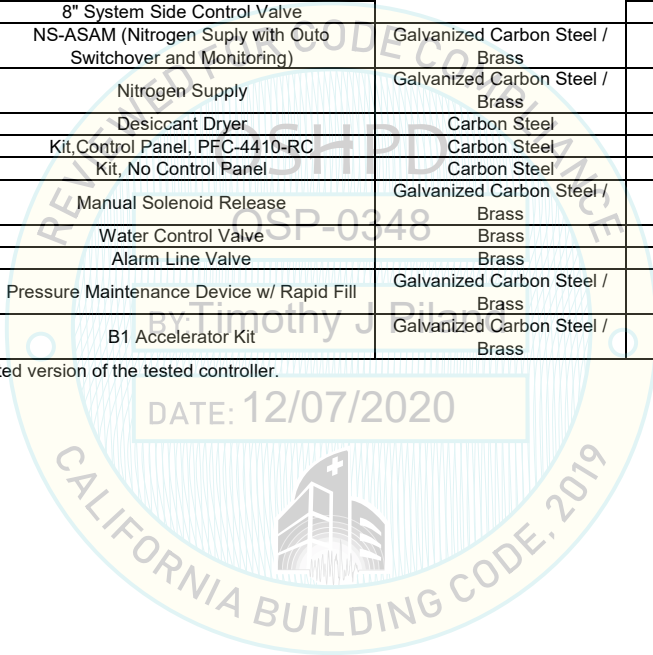 8" System Side Control Valve
NS-ASAM (Nitrogen Suply with Outo
Switchover and Monitoring)
Galvanized Carbon Steel /
Brass
Nitrogen Supply
Galvanized Carbon Steel /
Brass
Desiccant Dryer
Carbon Steel
Kit,Control Panel, PFC-4410-RC
Carbon Steel
Kit, No Control Panel
Carbon Steel
Manual Solenoid Release
Galvanized Carbon Steel /
Brass
Water Control Valve
Brass
Alarm Line Valve
Brass
Pressure Maintenance Device w/ Rapid Fill
Galvanized Carbon Steel /
Brass
B1 Accelerator Kit
Galvanized Carbon Steel /
Brass
ted version of the tested controller.
REVIEWED FOR CODE COMPLIANCE
OSHPD
OSP-0348
BY:Timothy J Piland
DATE: 12/07/2020
CALIFORNIA BUILDING CODE, 2019